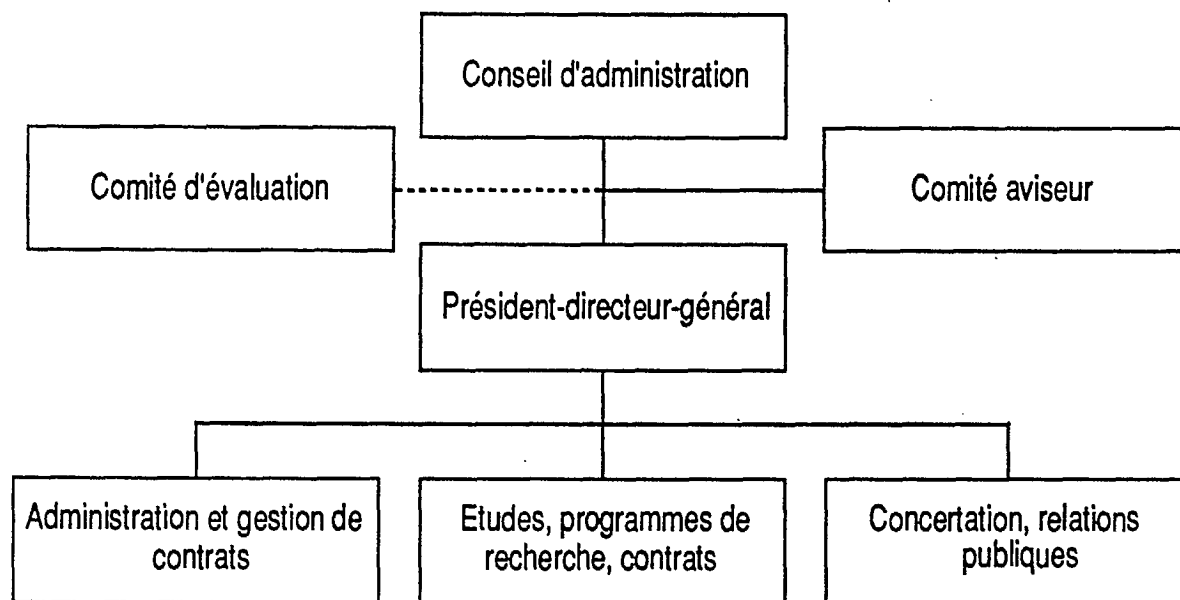 Conseil d'administration
Comité d'évaluation
Comité aviseur
Président-directeur-général
Administration et gestion de
contrats
Etudes, programmes de
recherche, contrats
Concertation, relations
publiques